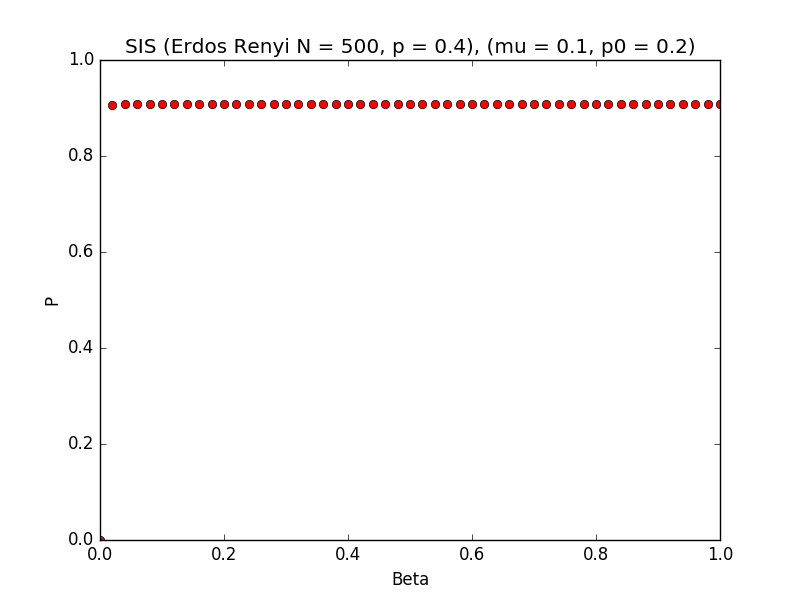 SIS (Erdos Renyi N = 500, p = 0.4), (mu = 0.1, p0 = 0.2)
1.0
0.8
0.6
0.4
0.2
0.0
P
0.0 0.2 0.4 0.6 0.8 1.0
Beta